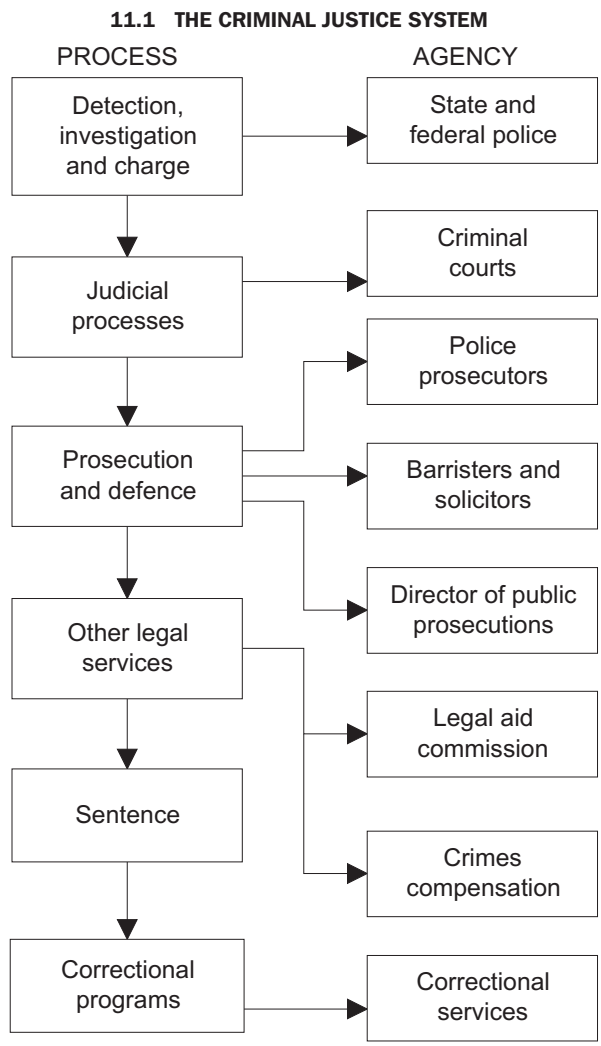 11.1 THE CRIMINAL JUSTICE SYSTEM
PROCESS
AGENCY
Detection,
investigation
and charge
State and
federal police
Judicial
processes
Criminal
courts
Police
prosecutors
Prosecution
and defence
Barristers and
solicitors
Director of public
prosecutions
Other legal
services
Legal aid
commission
Sentence
Crimes
compensation
Correctional
programs
Correctional
services